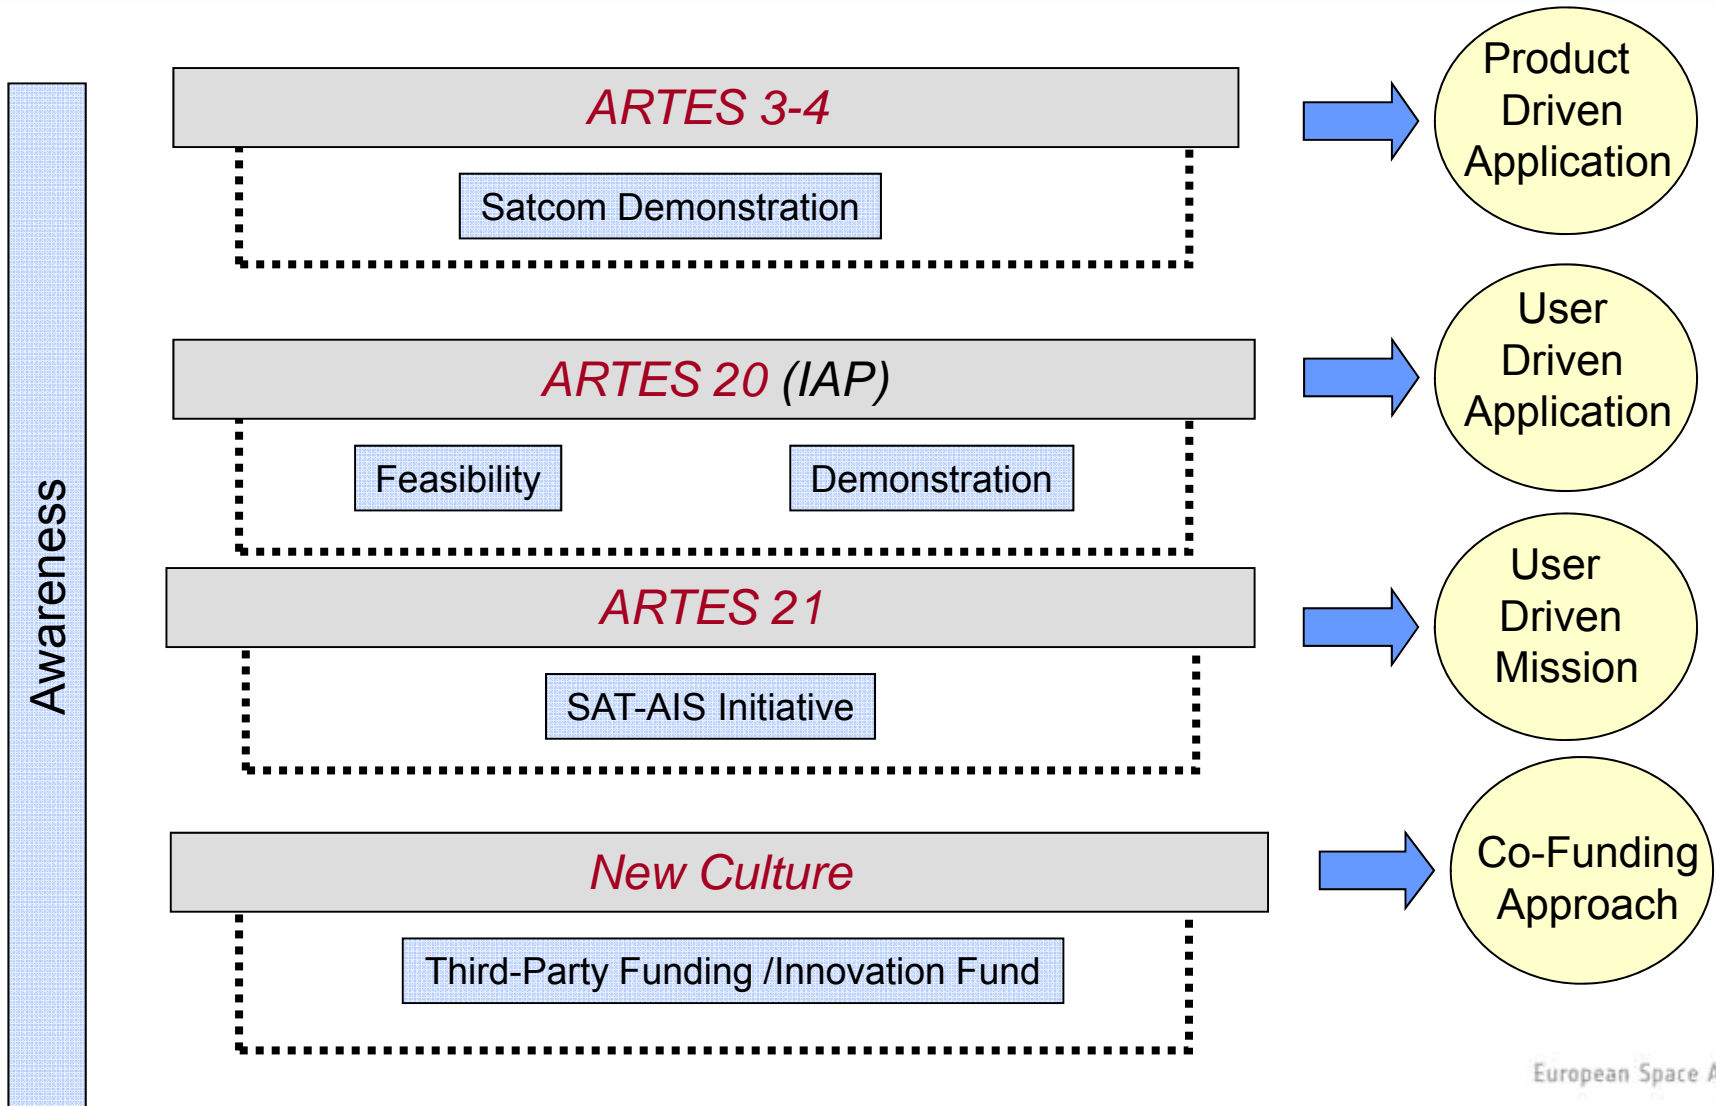 Awareness
ARTES 3-4
Satcom Demonstration
Product
Driven
Application
ARTES 20 (IAP)
Feasibility
Demonstration
User
Driven
Application
ARTES 21
SAT-AIS Initiative
User
Driven
Mission
New Culture
Third-Party Funding /Innovation Fund
Co-Funding
Approach
European Space A